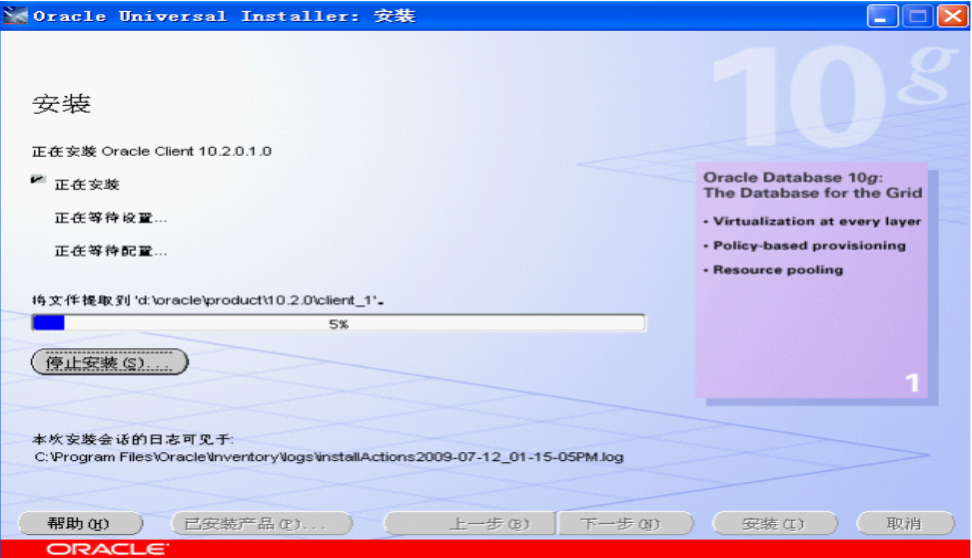 Oracle Universal Installer: 安装
10g
安装
正在安装 Oracle Client 10.2.0.1.0
正在安装
正在等待设置...
正在等待配置...
将文件提取到 'd:\oracle\product\10.2.0\client_1'。
5%
停止安装(S)....
Oracle Database 10g:
The Database for the Grid
· Virtualization at every layer
· Policy-based provisioning
· Resource pooling
1
本次安装会话的日志可见于:
C:\Program Files\Oracle\Inventory\logs\installActions2009-07-12_01-15-05PM.log
帮助(H) 已安装产品(P)... 上一步(B) 下一步(N) 安装(I) 取消
ORACLE